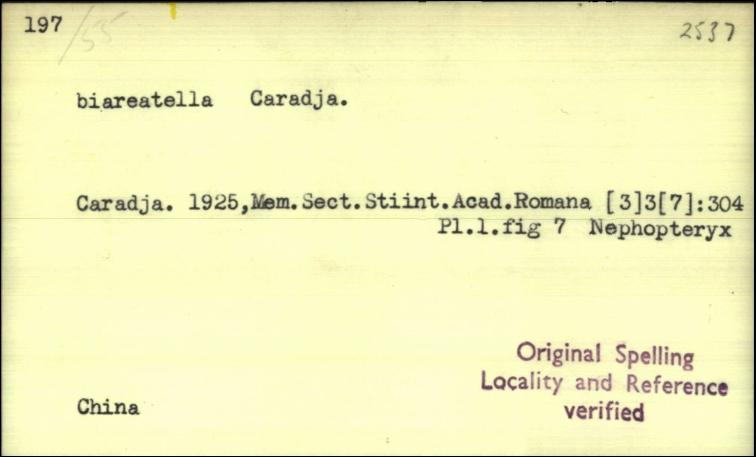 197
/55
2537
biareatella Caradja.
Caradja. 1925,Mem.Sect.Stiint.Acad.Romana [3]3[7]:304
Pl.l.fig 7 Nephopteryx
Original Spelling
Locality and Reference
verified
China